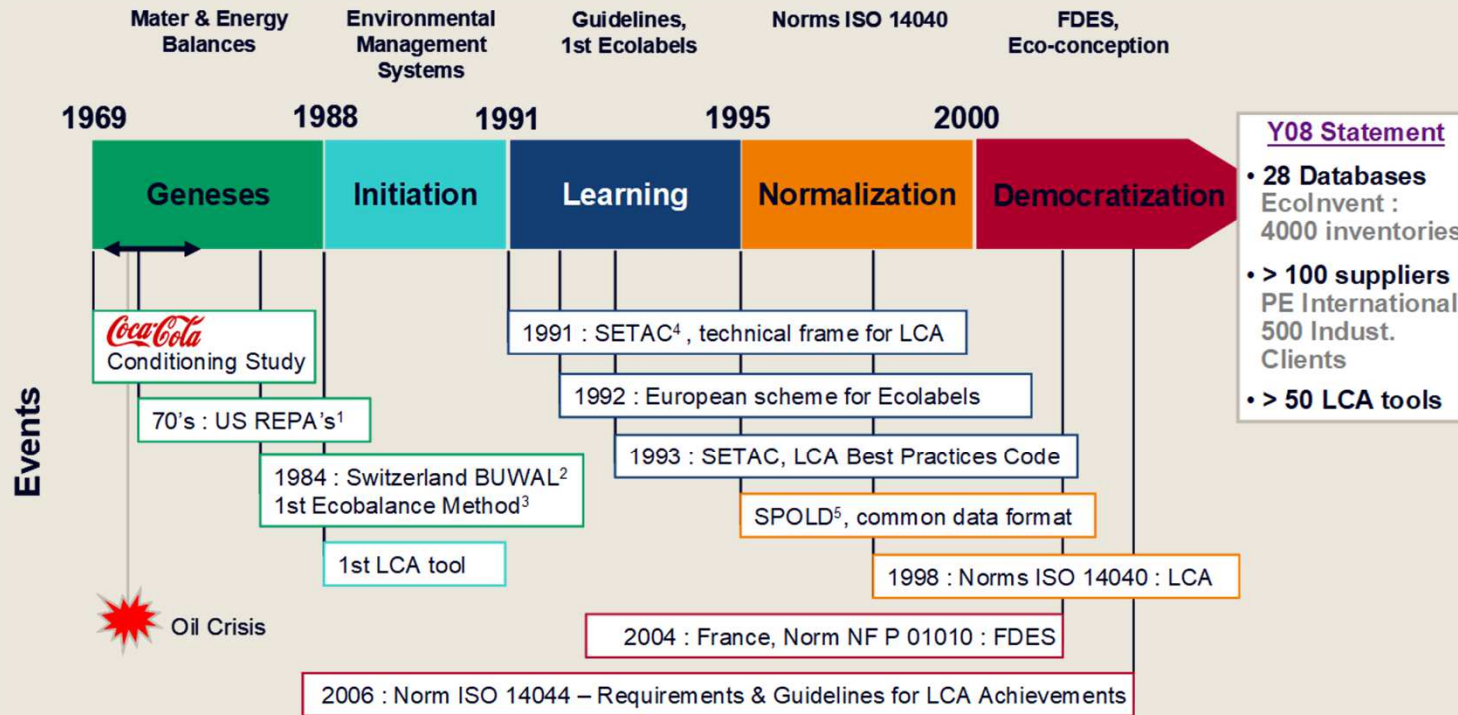 Mater & Energy
Balances
Environmental
Management
Systems
Guidelines,
1st Ecolabels
Norms ISO 14040
FDES,
Eco-conception
1969
1988
1991
1995
2000
Geneses
Initiation
Learning
Normalization
Democratization
Y08 Statement
• 28 Databases
EcoInvent :
4000 inventories
• > 100 suppliers
PE International
500 Indust.
Clients
• > 50 LCA tools
Events
Coca-Cola
Conditioning Study
70's : US REPA's¹
1984 : Switzerland BUWAL²
1st Ecobalance Method³
1st LCA tool
Oil Crisis
1991 : SETAC⁴ , technical frame for LCA
1992 : European scheme for Ecolabels
1993 : SETAC, LCA Best Practices Code
SPOLD⁵, common data format
1998 : Norms ISO 14040 : LCA
2004 : France, Norm NF P 01010 : FDES
2006 : Norm ISO 14044 – Requirements & Guidelines for LCA Achievements